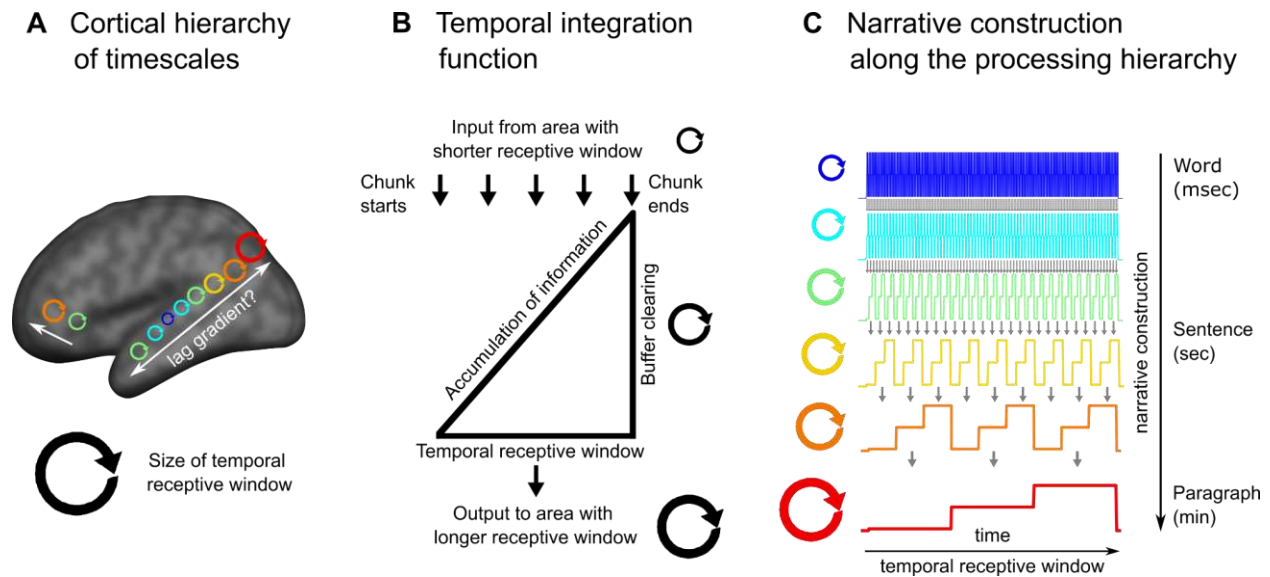 A Cortical hierarchy
of timescales
lag gradient?
Size of temporal
receptive window
B Temporal integration
function
Input from area with
shorter receptive window
Chunk
starts
Chunk
ends
Accumulation of information
Buffer clearing
Temporal receptive window
Output to area with
longer receptive window
C Narrative construction
along the processing hierarchy
Word
(msec)
Sentence
(sec)
narrative construction
Paragraph
(min)
time
temporal receptive window